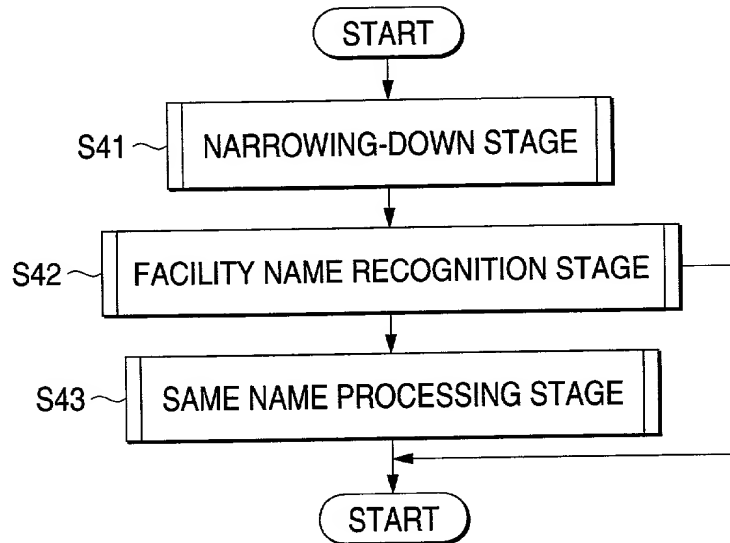 START
S41 NARROWING-DOWN STAGE
S42 FACILITY NAME RECOGNITION STAGE
S43 SAME NAME PROCESSING STAGE
START